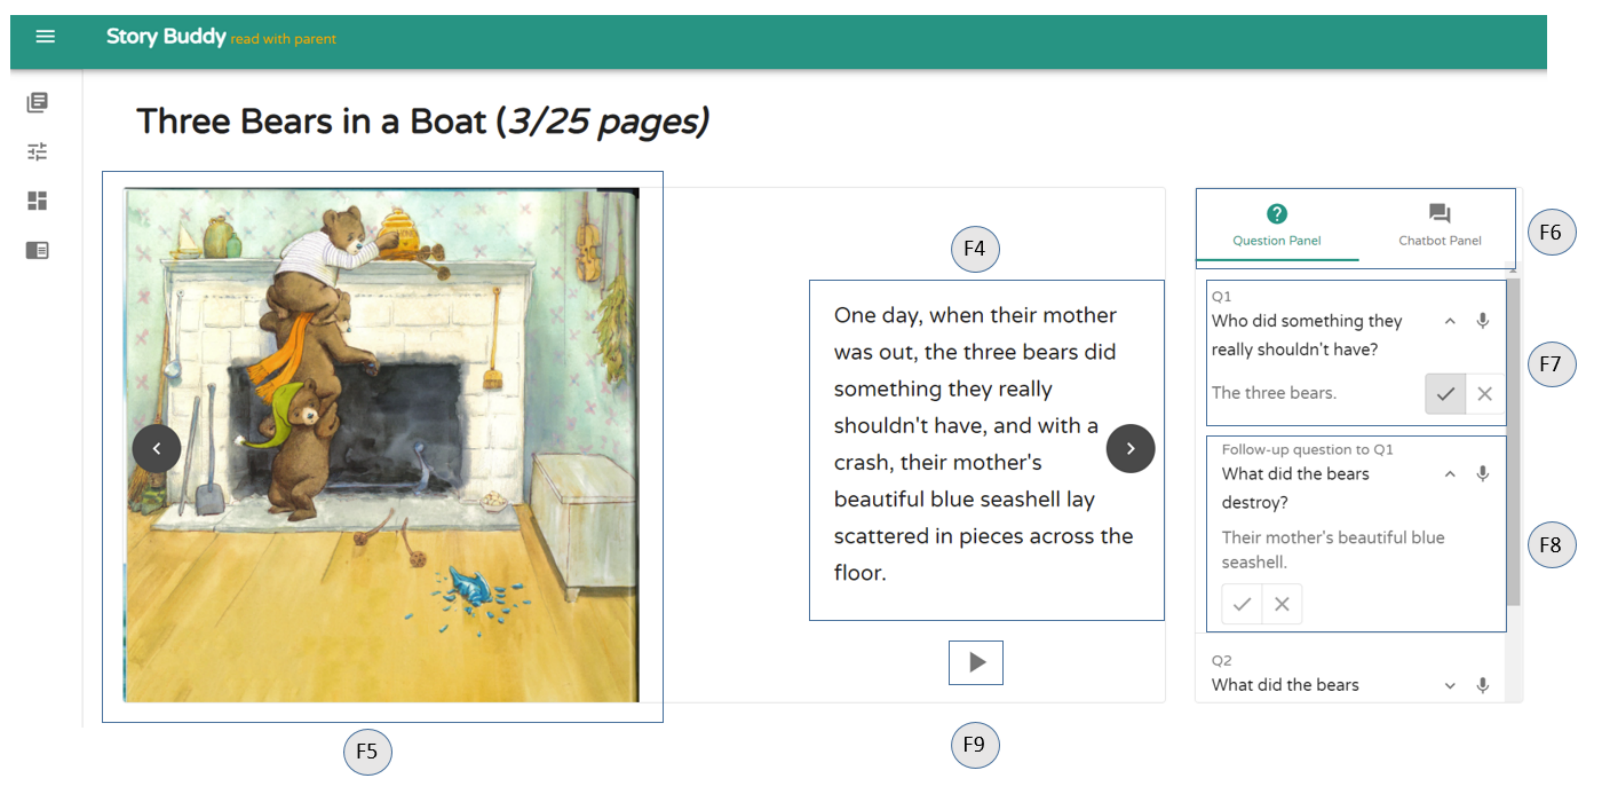 Story Buddy read with parent
Three Bears in a Boat (3/25 pages)
F4
One day, when their mother
was out, the three bears did
something they really
shouldn't have, and with a
crash, their mother's
beautiful blue seashell lay
scattered in pieces across the
floor.
F5
F9
Question Panel
Chatbot Panel
F6
Q1
Who did something they
really shouldn't have?
The three bears.
F7
Follow-up question to Q1
What did the bears
destroy?
Their mother's beautiful blue
seashell.
F8
Q2
What did the bears